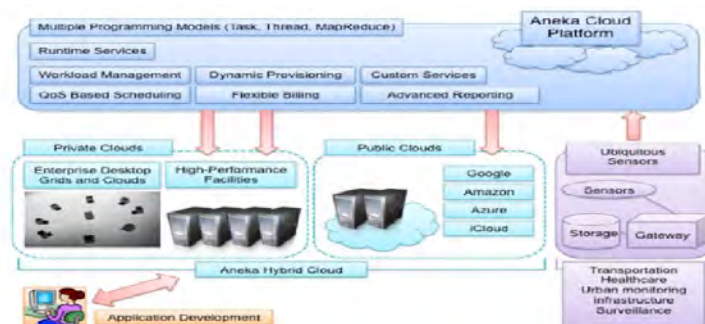 Multiple Programming Models (Task, Thread, MapReduce)
Aneka Cloud
Platform
Runtime Services
Workload Management
Dynamic Provisioning
Custom Services
QoS Based Scheduling
Flexible Billing
Advanced Reporting
Private Clouds
Public Clouds
Ubiquitous
Sensors
Enterprise Desktop
Grids and Clouds
High-Performance
Facilities
Google
Amazon
Azure
iCloud
Sensors
Storage
Gateway
Aneka Hybrid Cloud
Transportation
Healthcare
Urban monitoring
Infrastructure
Surveillance
Application Development